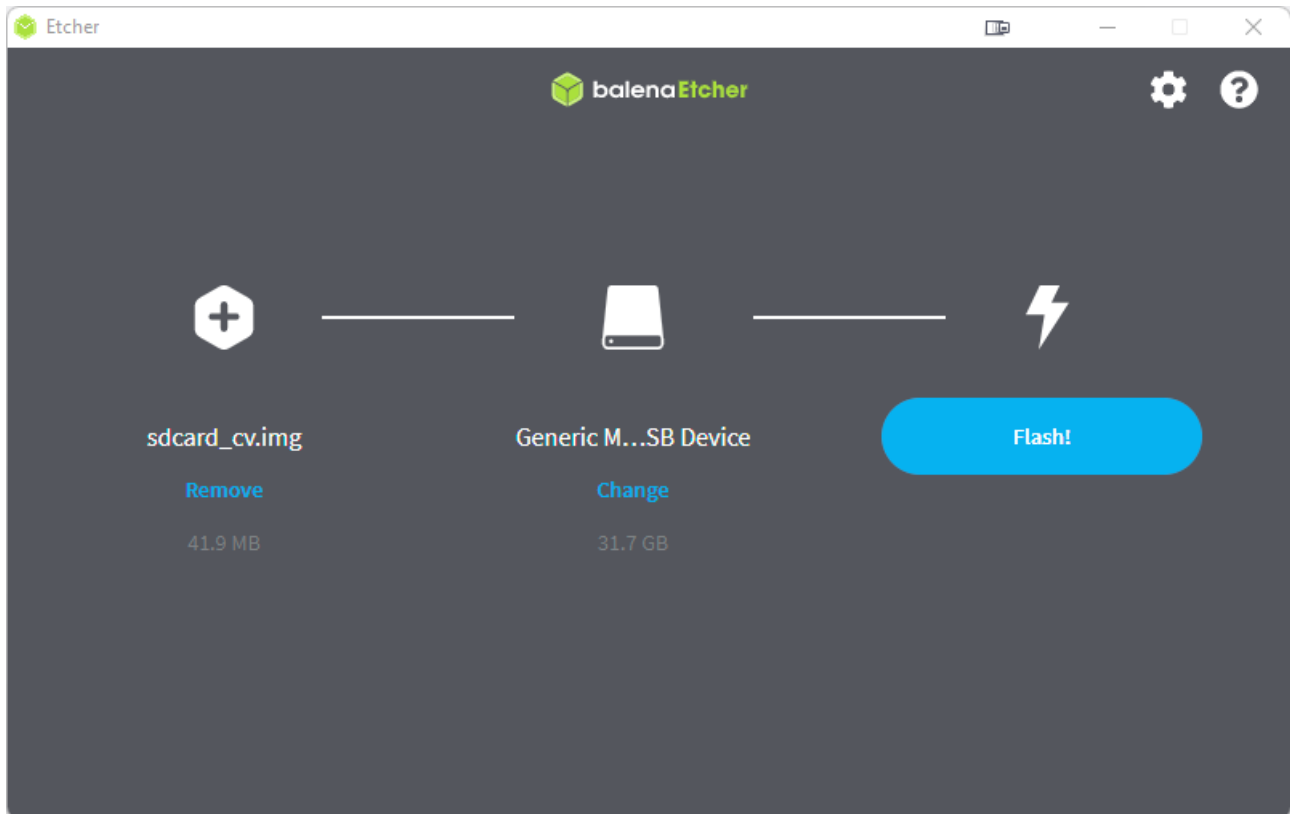 Etcher
balenaEtcher
sdcard_cv.img
Generic M...SB Device
Flash!
Remove
Change
41.9 MB
31.7 GB